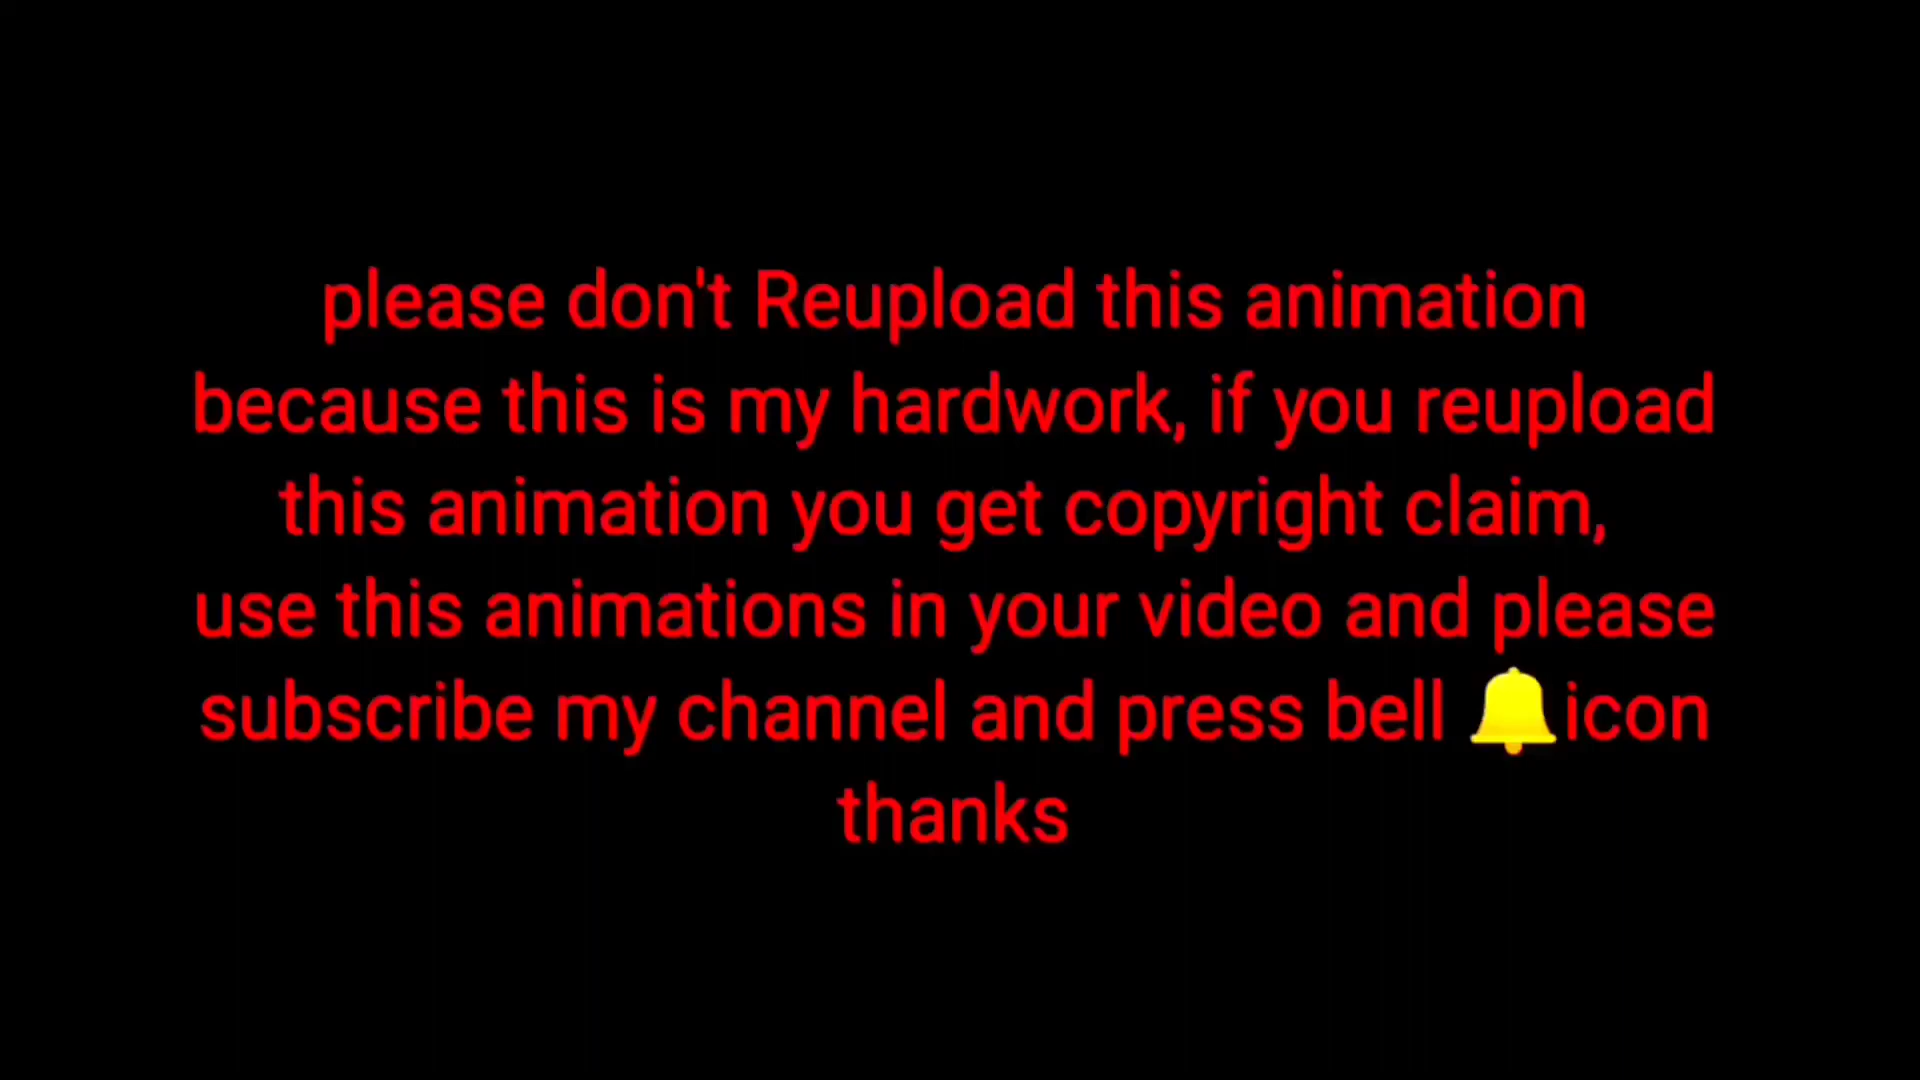 please don't Reupload this animation
because this is my hardwork, if you reupload
this animation you get copyright claim,
use this animations in your video and please
subscribe my channel and press bell 🔔icon
thanks